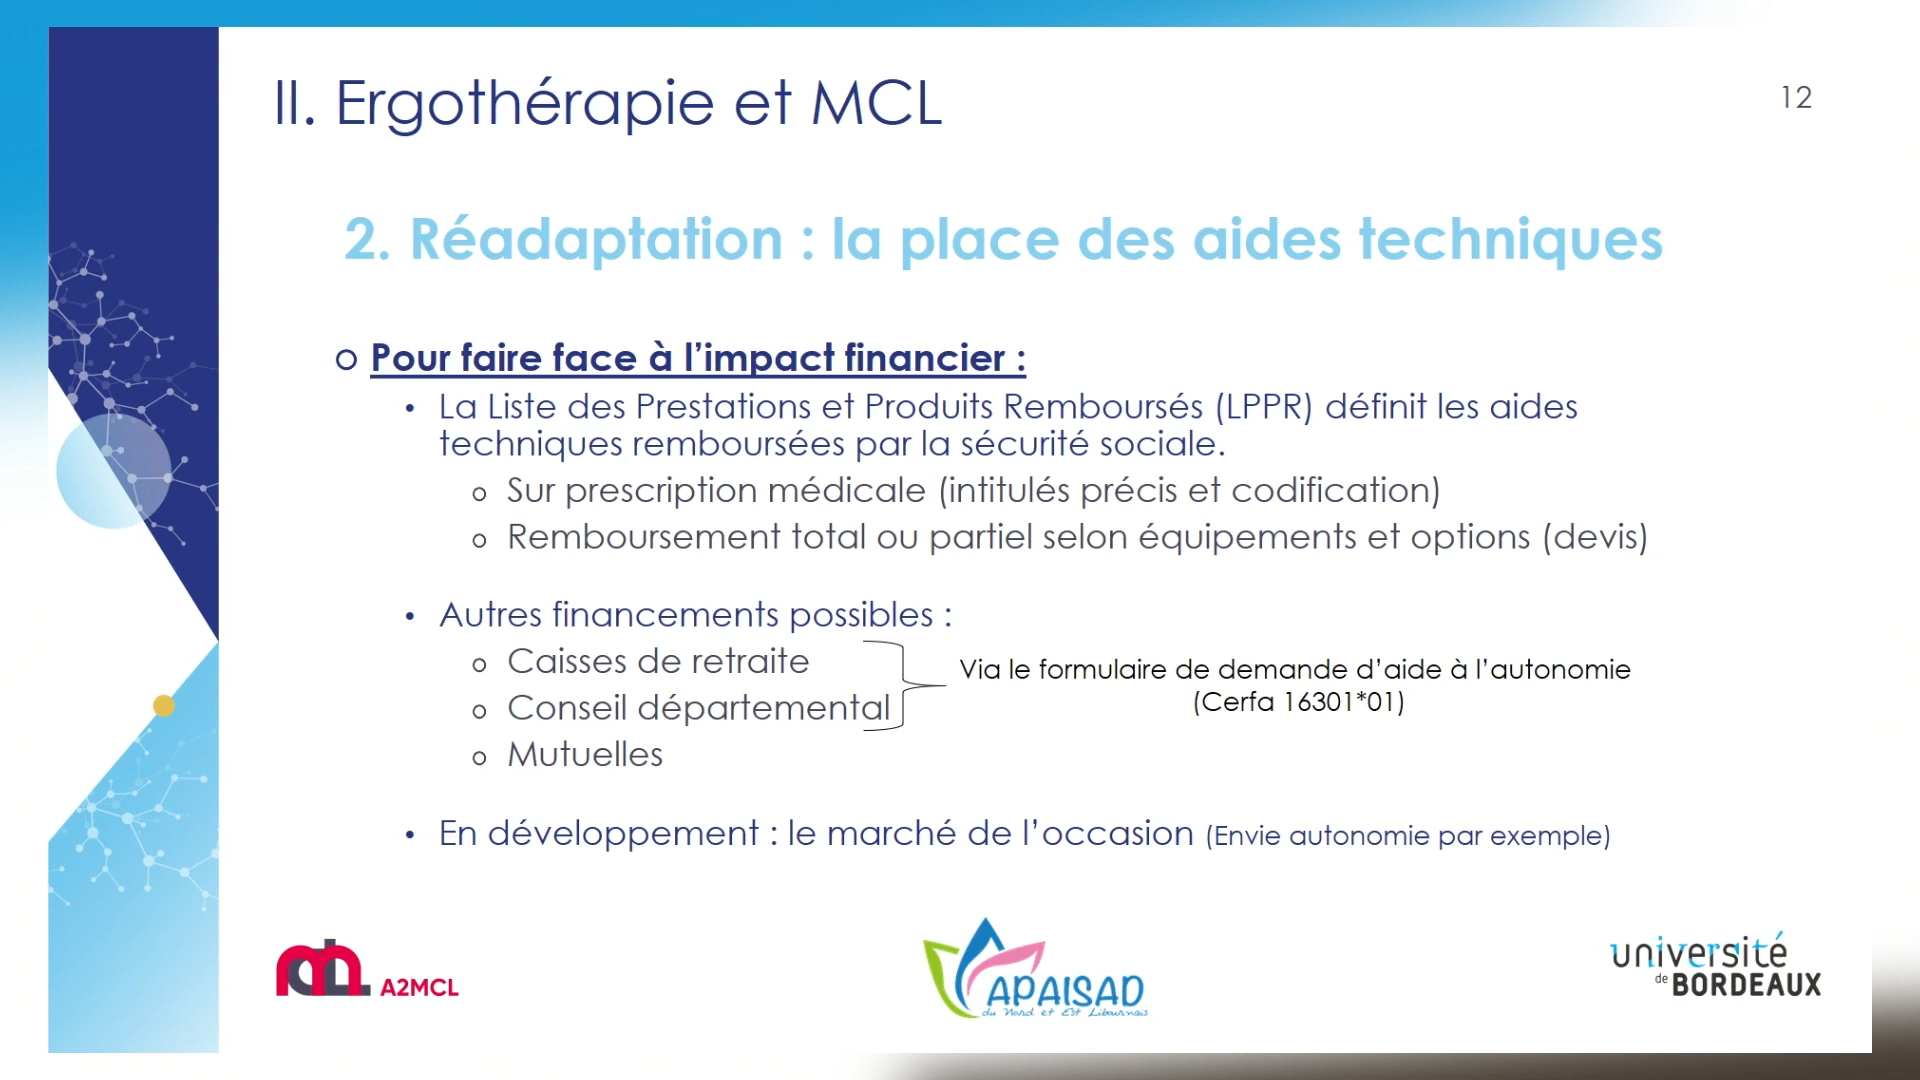 II. Ergothérapie et MCL
12
2. Réadaptation : la place des aides techniques
Pour faire face à l’impact financier :
• La Liste des Prestations et Produits Remboursés (LPPR) définit les aides
techniques remboursées par la sécurité sociale.
o Sur prescription médicale (intitulés précis et codification)
o Remboursement total ou partiel selon équipements et options (devis)
• Autres financements possibles :
o Caisses de retraite
o Conseil départemental
Via le formulaire de demande d’aide à l’autonomie
(Cerfa 16301*01)
o Mutuelles
• En développement : le marché de l’occasion (Envie autonomie par exemple)
A2MCL
APAISAD
du Nord et Est Libournais
université
de BORDEAUX